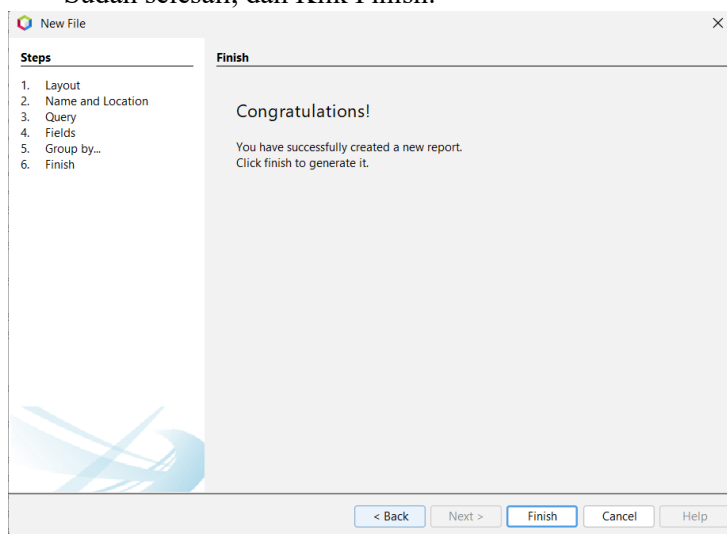 Sudah selesaii, dan Klik Finish.
New File
Steps
Finish
1. Layout
2. Name and Location
3. Query
4. Fields
5. Group by...
6. Finish
Congratulations!
You have successfully created a new report.
Click finish to generate it.
< Back
Next >
Finish
Cancel
Help